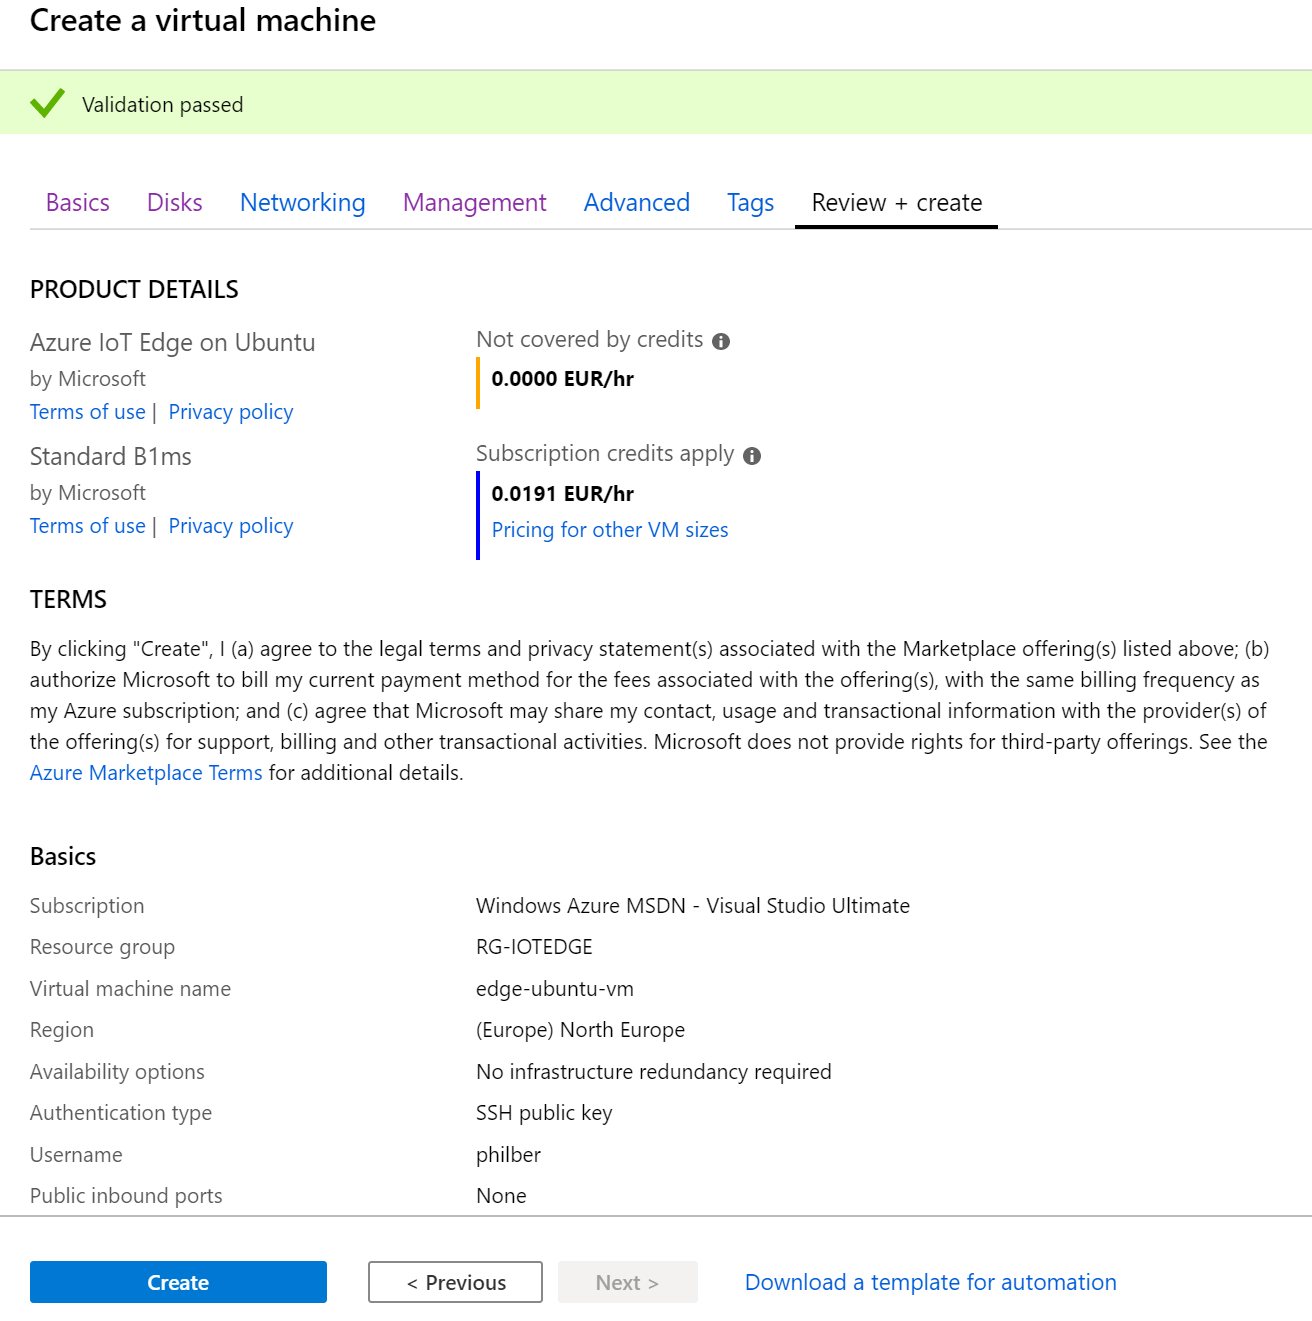 Create a virtual machine
Validation passed
Basics Disks Networking Management Advanced Tags Review + create
PRODUCT DETAILS
Azure IoT Edge on Ubuntu
by Microsoft
Terms of use | Privacy policy
Not covered by credits
0.0000 EUR/hr
Standard B1ms
by Microsoft
Terms of use | Privacy policy
Subscription credits apply
0.0191 EUR/hr
Pricing for other VM sizes
TERMS
By clicking "Create", I (a) agree to the legal terms and privacy statement(s) associated with the Marketplace offering(s) listed above; (b)
authorize Microsoft to bill my current payment method for the fees associated with the offering(s), with the same billing frequency as
my Azure subscription; and (c) agree that Microsoft may share my contact, usage and transactional information with the provider(s) of
the offering(s) for support, billing and other transactional activities. Microsoft does not provide rights for third-party offerings. See the
Azure Marketplace Terms for additional details.
Basics
Subscription Windows Azure MSDN - Visual Studio Ultimate
Resource group RG-IOTEDGE
Virtual machine name edge-ubuntu-vm
Region (Europe) North Europe
Availability options No infrastructure redundancy required
Authentication type SSH public key
Username philber
Public inbound ports None
Create < Previous Next > Download a template for automation